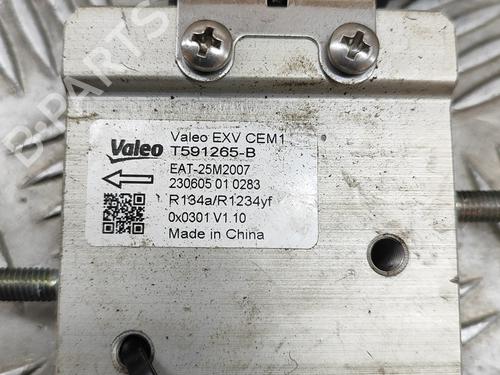 Valeo
Valeo EXV CEM1
T591265-B
EAT-25M2007
230605 01 0283
R134a/R1234yf
0x0301 V1.10
Made in China
B-PARTS